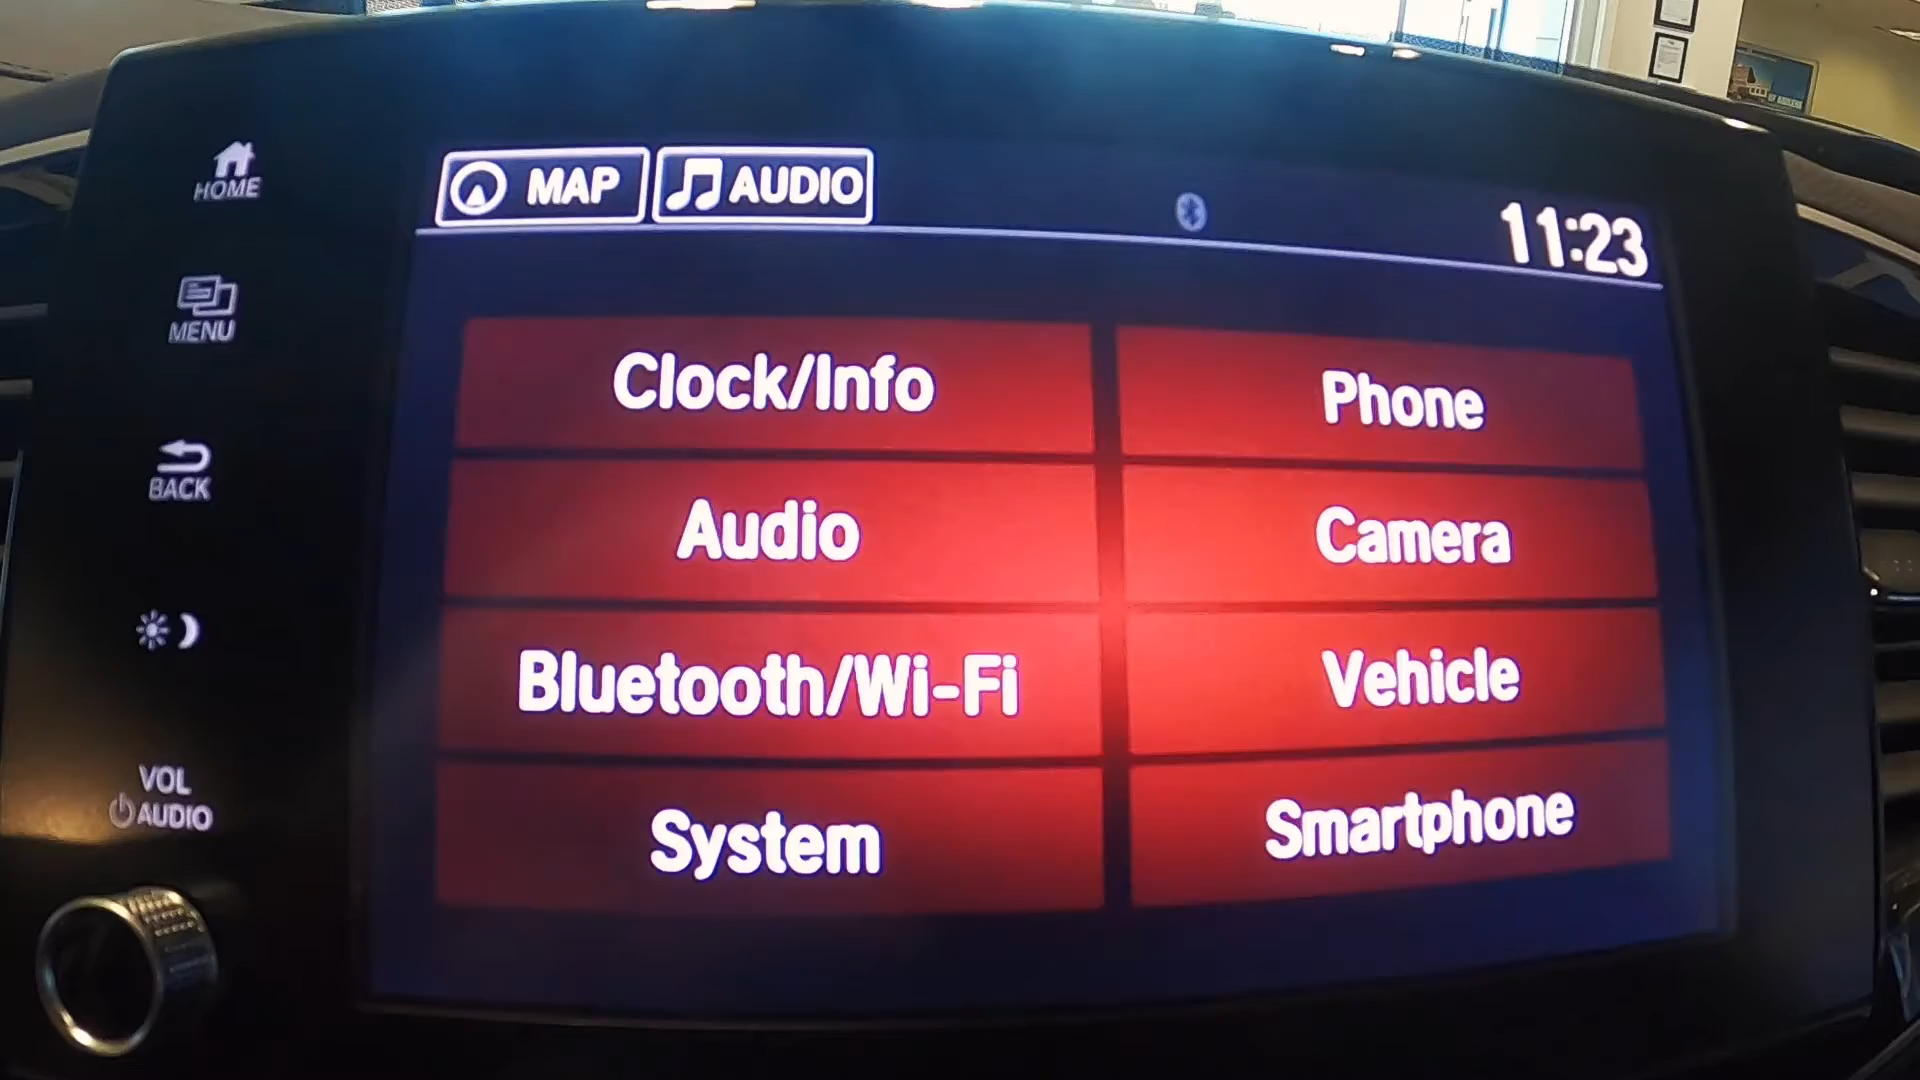 HOME
MAP
AUDIO
11:23
MENU
BACK
VOL
AUDIO
Clock/Info
Phone
Audio
Camera
Bluetooth/Wi-Fi
Vehicle
System
Smartphone